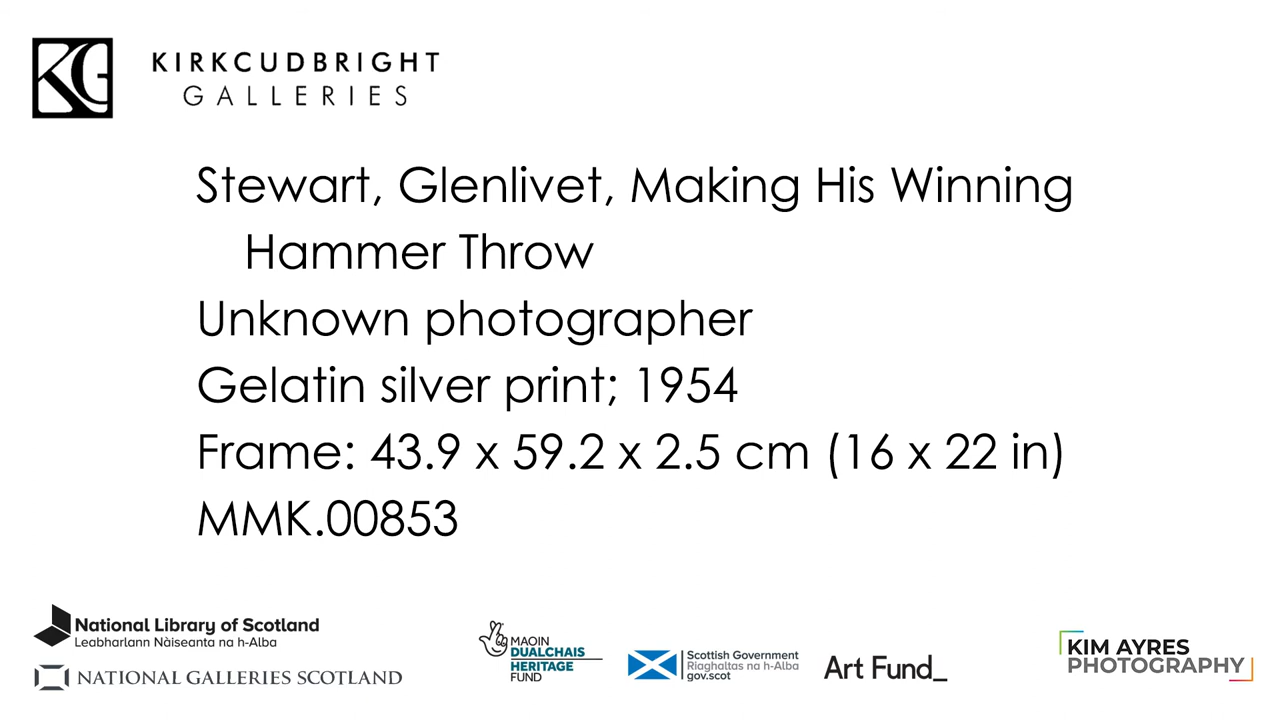 KG
KIRKCUDBRIGHT
GALLERIES
Stewart, Glenlivet, Making His Winning
Hammer Throw
Unknown photographer
Gelatin silver print; 1954
Frame: 43.9 x 59.2 x 2.5 cm (16 x 22 in)
MMK.00853
National Library of Scotland
Leabharlann Nàiseanta na h-Alba
NATIONAL GALLERIES SCOTLAND
MAOIN
DUALCHAIS
HERITAGE
FUND
Scottish Government
Riaghaltas na h-Alba
gov.scot
Art Fund_
KIM AYRES
PHOTOGRAPHY